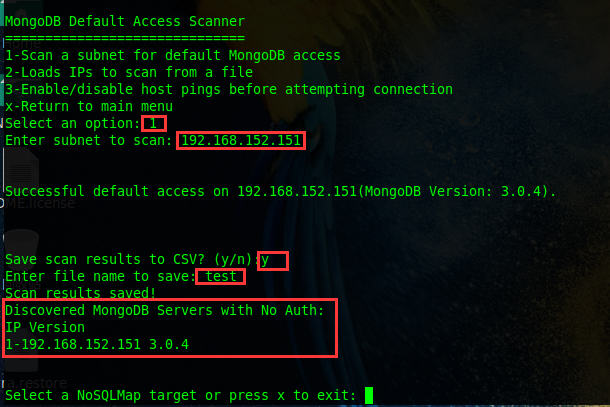 MongoDB Default Access Scanner
==============================
1-Scan a subnet for default MongoDB access
2-Loads IPs to scan from a file
3-Enable/disable host pings before attempting connection
x-Return to main menu
Select an option: 1
Enter subnet to scan: 192.168.152.151
Successful default access on 192.168.152.151(MongoDB Version: 3.0.4).
ME.license
Save scan results to CSV? (y/n):y
Enter file name to save: test
Scan results saved!
Discovered MongoDB Servers with No Auth:
IP Version
1-192.168.152.151 3.0.4
ra.restore
Select a NoSQLMap target or press x to exit: